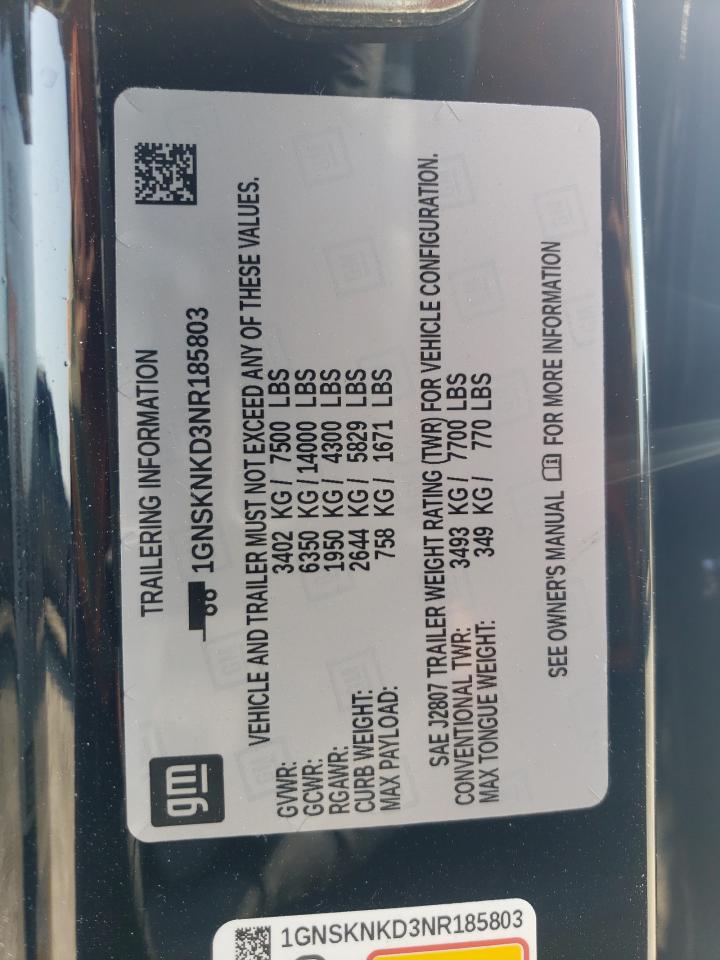 gm
TRAILERING INFORMATION
1GNSKNKD3NR185803
VEHICLE AND TRAILER MUST NOT EXCEED ANY OF THESE VALUES.
GVWR: 3402 KG / 7500 LBS
GCWR: 6350 KG / 14000 LBS
RGAWR: 1950 KG / 4300 LBS
CURB WEIGHT: 2644 KG / 5829 LBS
MAX PAYLOAD: 758 KG / 1671 LBS
SAE J2807 TRAILER WEIGHT RATING (TWR) FOR VEHICLE CONFIGURATION.
CONVENTIONAL TWR: 3493 KG / 7700 LBS
MAX TONGUE WEIGHT: 349 KG / 770 LBS
SEE OWNER'S MANUAL FOR MORE INFORMATION
1GNSKNKD3NR185803